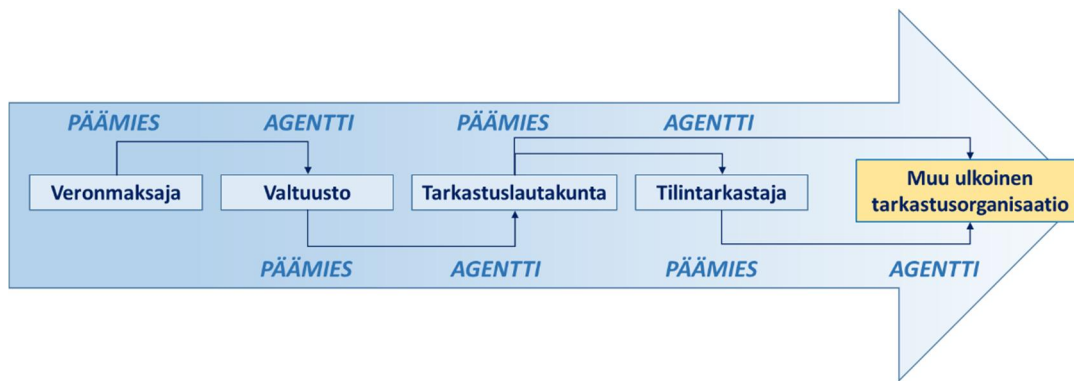 PÄÄMIES AGENTTI PÄÄMIES AGENTTI
Veronmaksaja Valtuusto Tarkastuslautakunta Tilintarkastaja Muu ulkoinen
tarkastusorganisaatio
PÄÄMIES AGENTTI PÄÄMIES AGENTTI